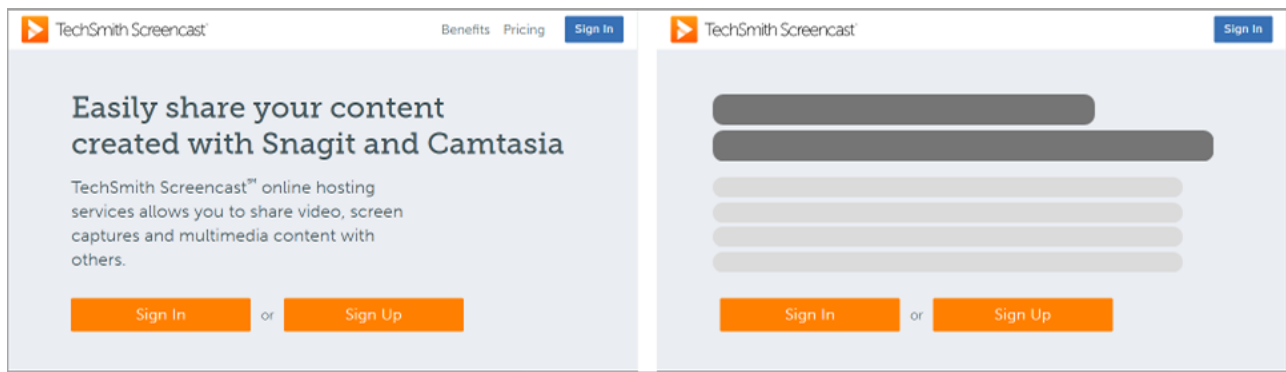 TechSmith Screencast®
Benefits Pricing Sign In
Easily share your content
created with Snagit and Camtasia
TechSmith Screencast℠ online hosting
services allows you to share video, screen
captures and multimedia content with
others.
Sign In or Sign Up
TechSmith Screencast®
Sign In
Sign In or Sign Up